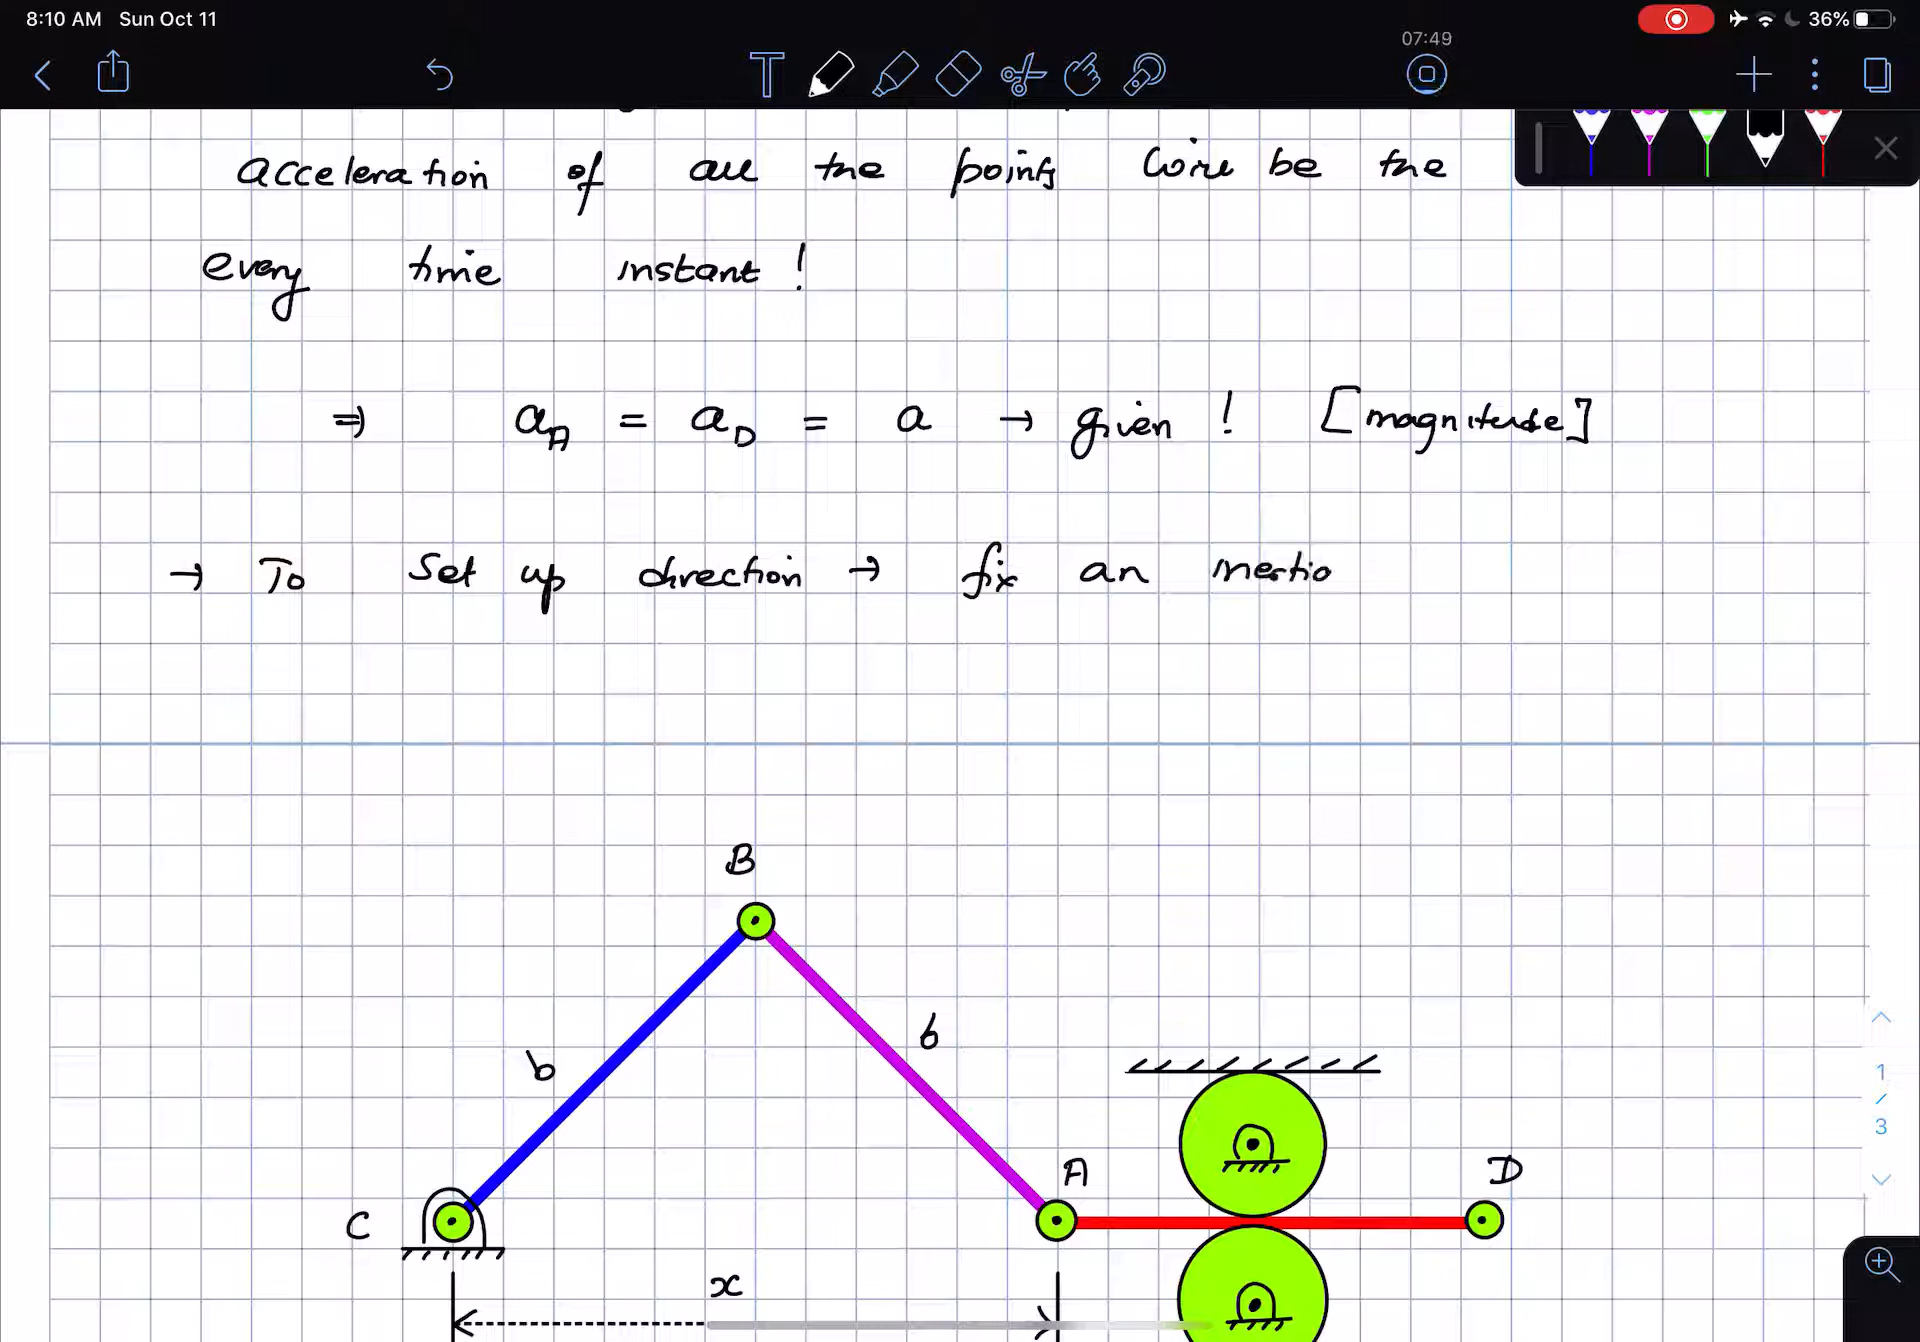 8:10 AM Sun Oct 11
36%
07:49
T
acceleration of all the points will be the
every time instant !
⇒ a_A = a_D = a → given ! [magnitude]
→ To set up direction → fix an inertia
B
b
b
1
/
3
A
D
C
x